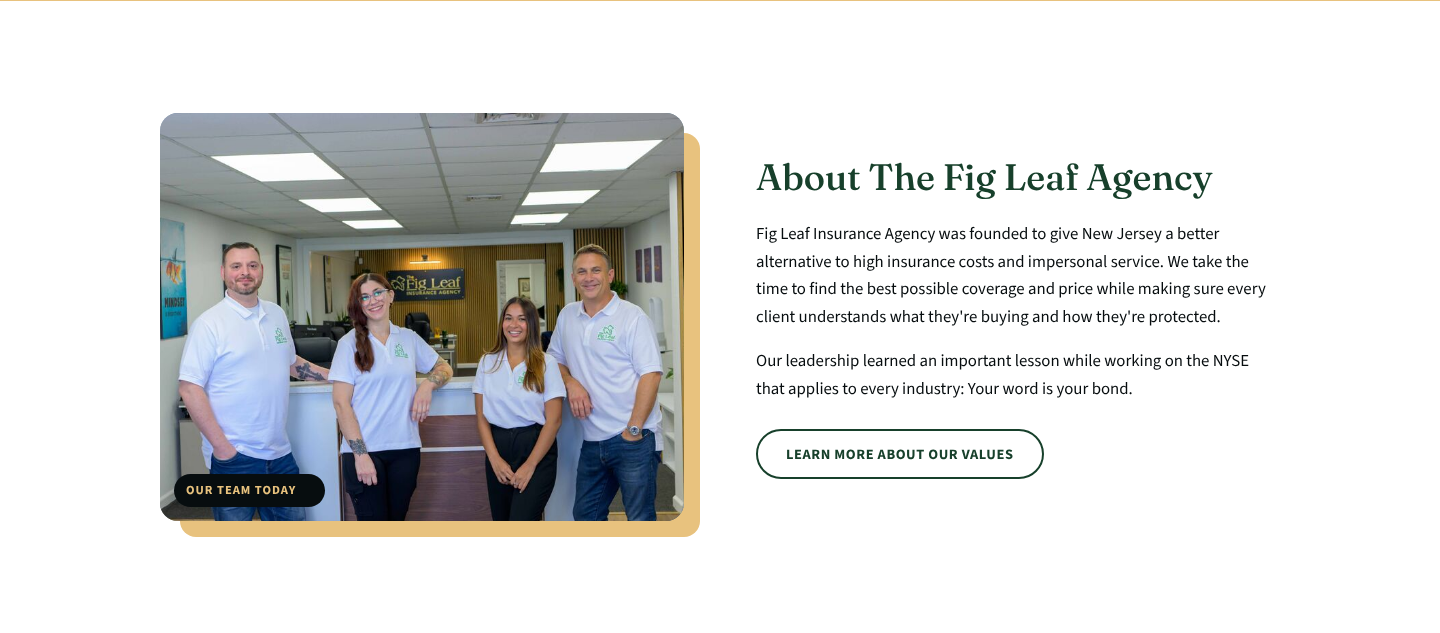 MINDSET
The
Fig Leaf
INSURANCE AGENCY
OUR TEAM TODAY
About The Fig Leaf Agency
Fig Leaf Insurance Agency was founded to give New Jersey a better
alternative to high insurance costs and impersonal service. We take the
time to find the best possible coverage and price while making sure every
client understands what they're buying and how they're protected.
Our leadership learned an important lesson while working on the NYSE
that applies to every industry: Your word is your bond.
LEARN MORE ABOUT OUR VALUES